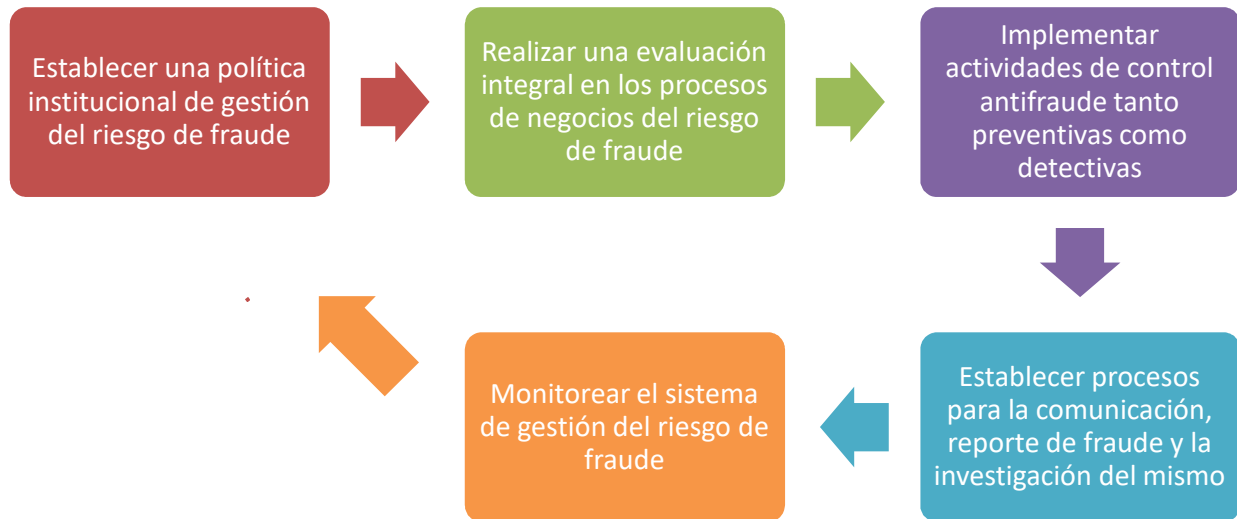 Establecer una política
institucional de gestión
del riesgo de fraude
Realizar una evaluación
integral en los procesos
de negocios del riesgo
de fraude
Implementar
actividades de control
antifraude tanto
preventivas como
detectivas
Establecer procesos
para la comunicación,
reporte de fraude y la
investigación del mismo
Monitorear el sistema
de gestión del riesgo de
fraude